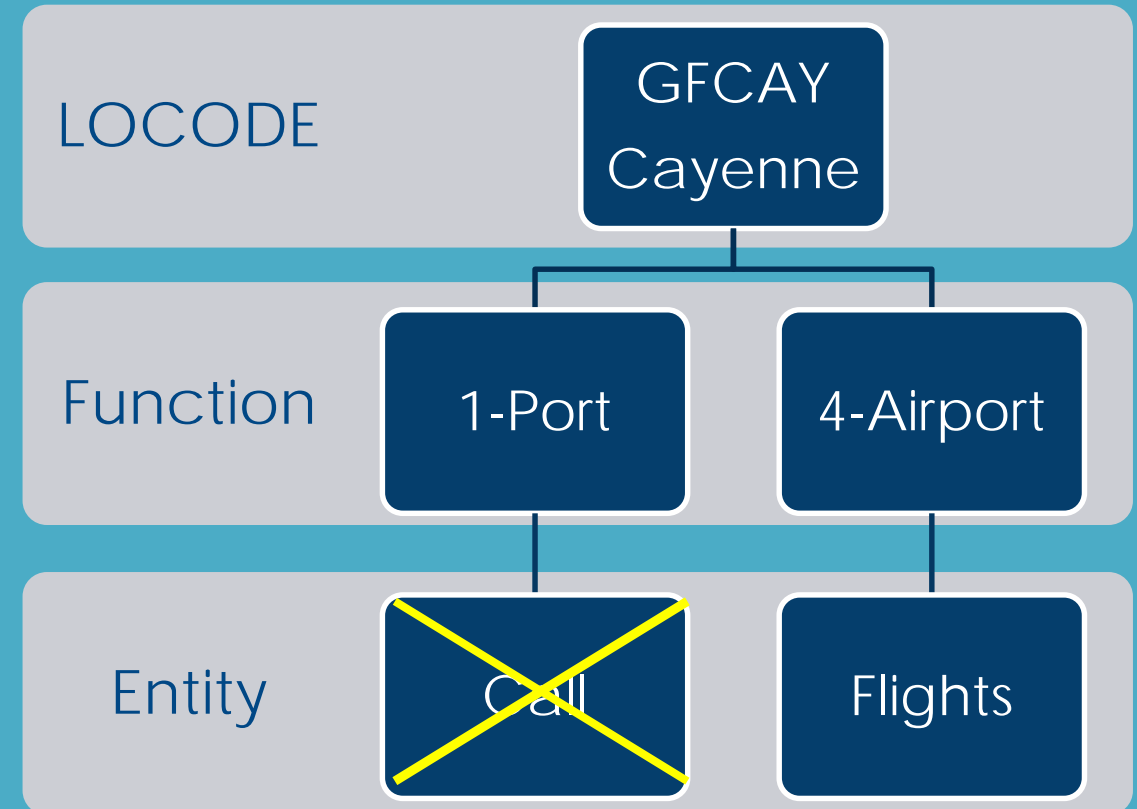 LOCODE
GFCAY
Cayenne
Function
1-Port
4-Airport
Entity
Call
Flights